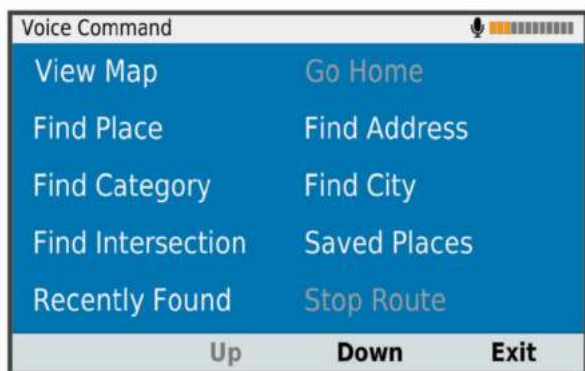 Voice Command
View Map Go Home
Find Place Find Address
Find Category Find City
Find Intersection Saved Places
Recently Found Stop Route
Up Down Exit